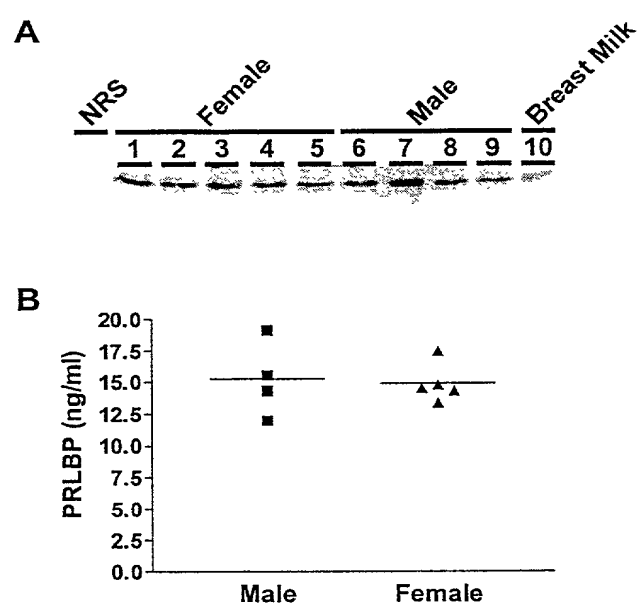 A
NRS Female Male Breast Milk
1 2 3 4 5 6 7 8 9 10
B
PRLBP (ng/ml)
20.0
17.5
15.0
12.5
10.0
7.5
5.0
2.5
0.0
Male Female